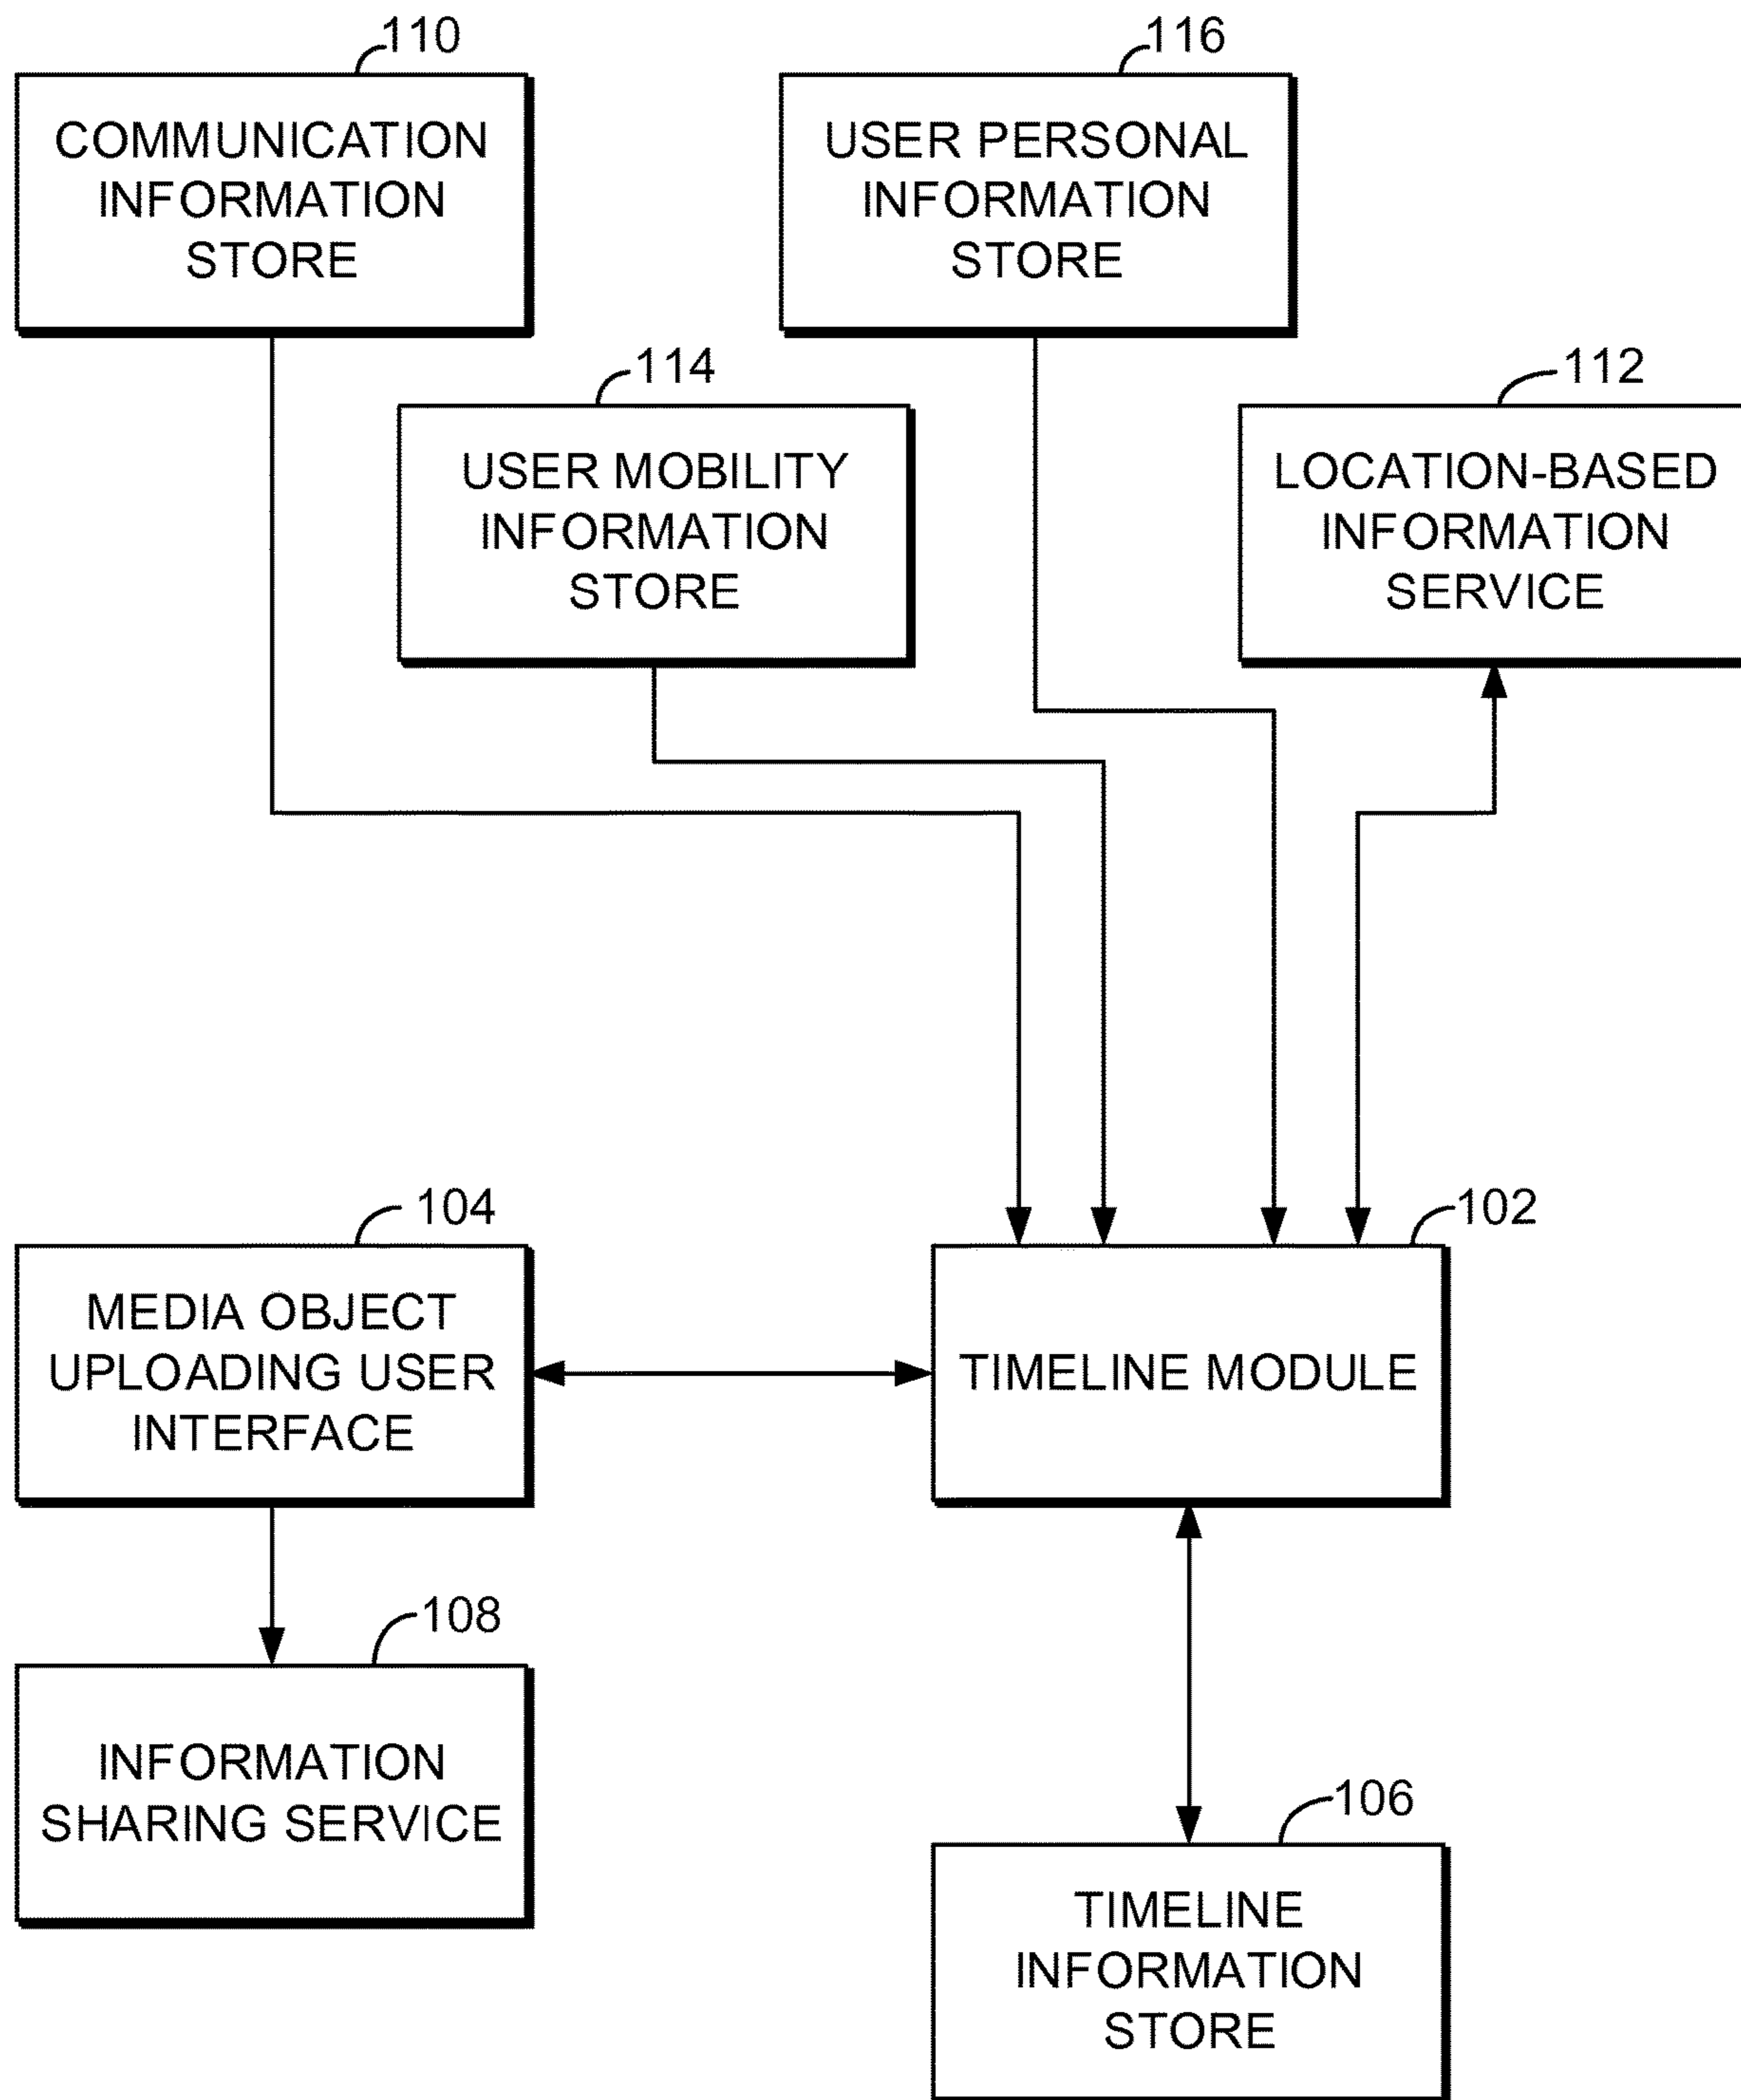 110
COMMUNICATION
INFORMATION
STORE
116
USER PERSONAL
INFORMATION
STORE
114
USER MOBILITY
INFORMATION
STORE
112
LOCATION-BASED
INFORMATION
SERVICE
104
MEDIA OBJECT
UPLOADING USER
INTERFACE
102
TIMELINE MODULE
108
INFORMATION
SHARING SERVICE
106
TIMELINE
INFORMATION
STORE